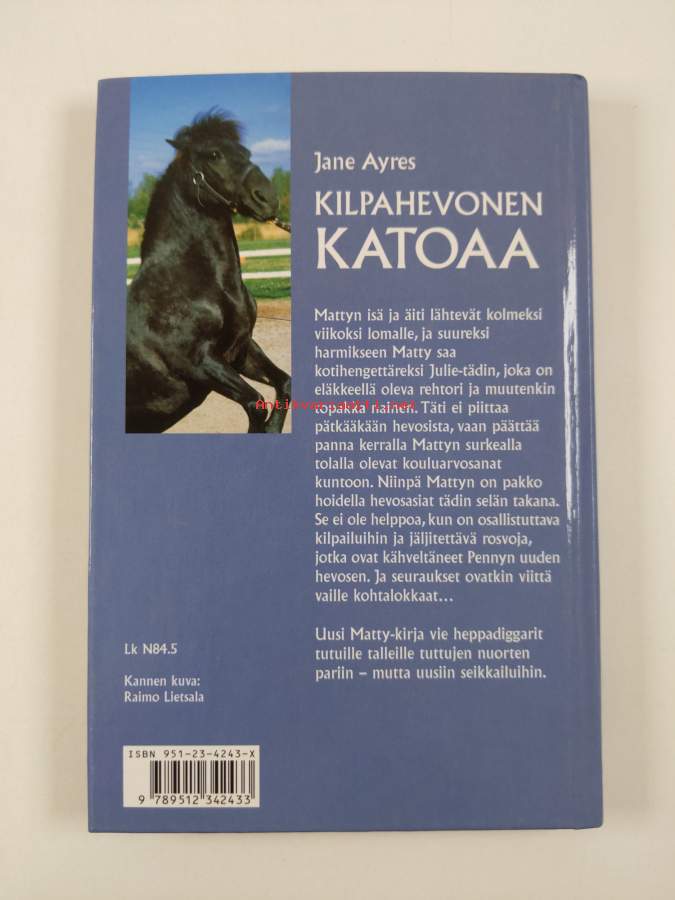 Jane Ayres
KILPAHEVONEN
KATOAA
Mattyn isä ja äiti lähtevät kolmeksi
viikoksi lomalle, ja suureksi
harmikseen Matty saa
kotihengettäreksi Julie-tädin, joka on
eläkkeellä oleva rehtori ja muutenkin
topakka nainen. Täti ei piittaa
pätkääkään hevosista, vaan päättää
panna kerralla Mattyn surkealla
tolalla olevat kouluarvosanat
kuntoon. Niinpä Mattyn on pakko
hoidella hevosasiat tädin selän takana.
Se ei ole helppoa, kun on osallistuttava
kilpailuihin ja jäljitettävä rosvoja,
jotka ovat kähveltäneet Pennyn uuden
hevosen. Ja seuraukset ovatkin viittä
vaille kohtalokkaat...
Uusi Matty-kirja vie heppadiggarit
tutuille talleille tuttujen nuorten
pariin – mutta uusiin seikkailuihin.
Lk N84.5
Kannen kuva:
Raimo Lietsala
ISBN 951-23-4243-X
9 789512 342433
Antikvariaatti.net